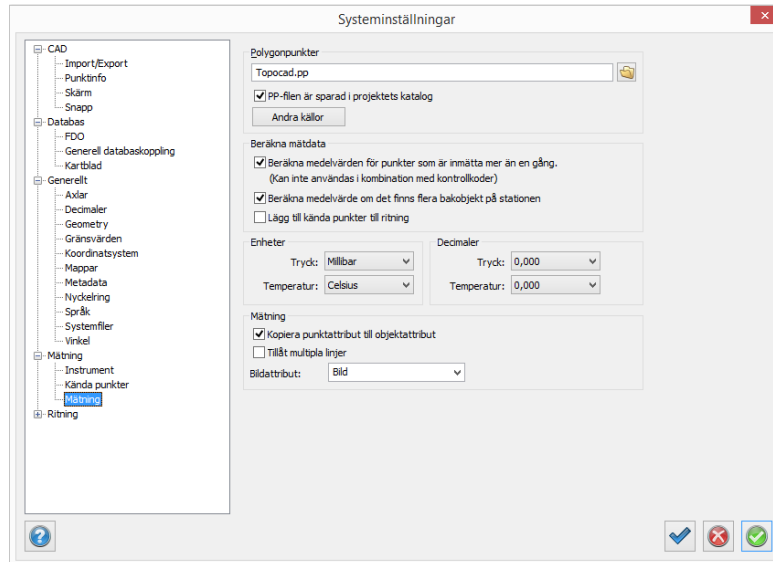 Systeminställningar
CAD
Import/Export
Punktinfo
Skärm
Snapp
Databas
FDO
Generell databaskoppling
Kartblad
Generellt
Axlar
Decimaler
Geometry
Gränsvärden
Koordinatsystem
Mappar
Metadata
Nyckelring
Språk
Systemfiler
Vinkel
Mätning
Instrument
Kända punkter
Mätning
Ritning
Polygonpunkter
Topocad.pp
PP-filen är sparad i projektets katalog
Andra källor
Beräkna mätdata
Beräkna medelvärden för punkter som är inmätta mer än en gång.
(Kan inte användas i kombination med kontrollkoder)
Beräkna medelvärde om det finns flera bakobjekt på stationen
Lägg till kända punkter till ritning
Enheter
Tryck: Millibar
Temperatur: Celsius
Decimaler
Tryck: 0,000
Temperatur: 0,000
Mätning
Kopiera punktattribut till objektattribut
Tillåt multipla linjer
Bildattribut: Bild